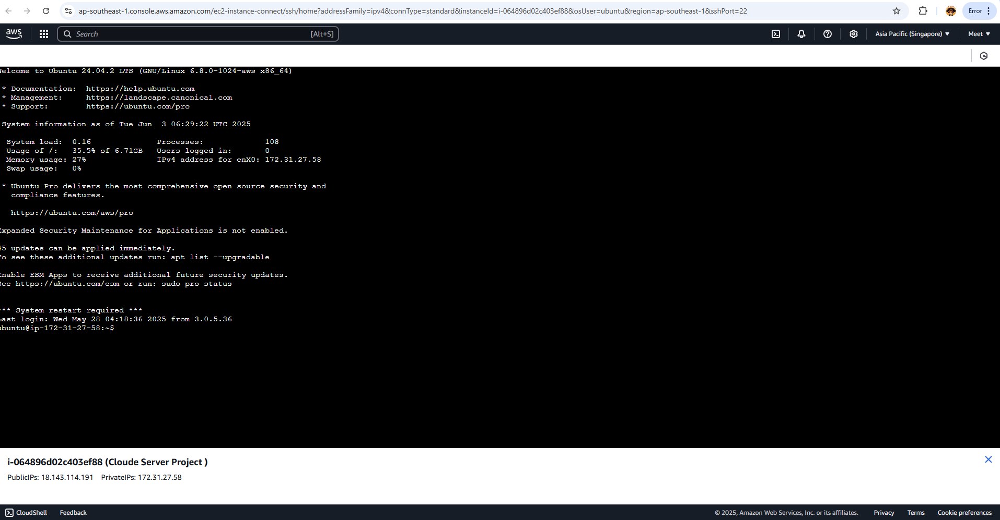 ap-southeast-1.console.aws.amazon.com/ec2-instance-connect/ssh/home?addressFamily=ipv4&connType=standard&instanceId=i-064896d02c403ef88&osUser=ubuntu&region=ap-southeast-1&sshPort=22
Error
aws
Search [Alt+S]
Asia Pacific (Singapore)
Meet
Welcome to Ubuntu 24.04.2 LTS (GNU/Linux 6.8.0-1024-aws x86_64)
* Documentation: https://help.ubuntu.com
* Management: https://landscape.canonical.com
* Support: https://ubuntu.com/pro
System information as of Tue Jun 3 06:29:22 UTC 2025
System load: 0.16 Processes: 108
Usage of /: 35.5% of 6.71GB Users logged in: 0
Memory usage: 27% IPv4 address for enX0: 172.31.27.58
Swap usage: 0%
* Ubuntu Pro delivers the most comprehensive open source security and
compliance features.
https://ubuntu.com/aws/pro
Expanded Security Maintenance for Applications is not enabled.
updates can be applied immediately.
To see these additional updates run: apt list --upgradable
Enable ESM Apps to receive additional future security updates.
See https://ubuntu.com/esm or run: sudo pro status
*** System restart required ***
Last login: Wed May 28 04:18:36 2025 from 3.0.5.36
ubuntu@ip-172-31-27-58:~$
i-064896d02c403ef88 (Cloude Server Project )
PublicIPs: 18.143.114.191 PrivateIPs: 172.31.27.58
CloudShell Feedback © 2025, Amazon Web Services, Inc. or its affiliates. Privacy Terms Cookie preferences